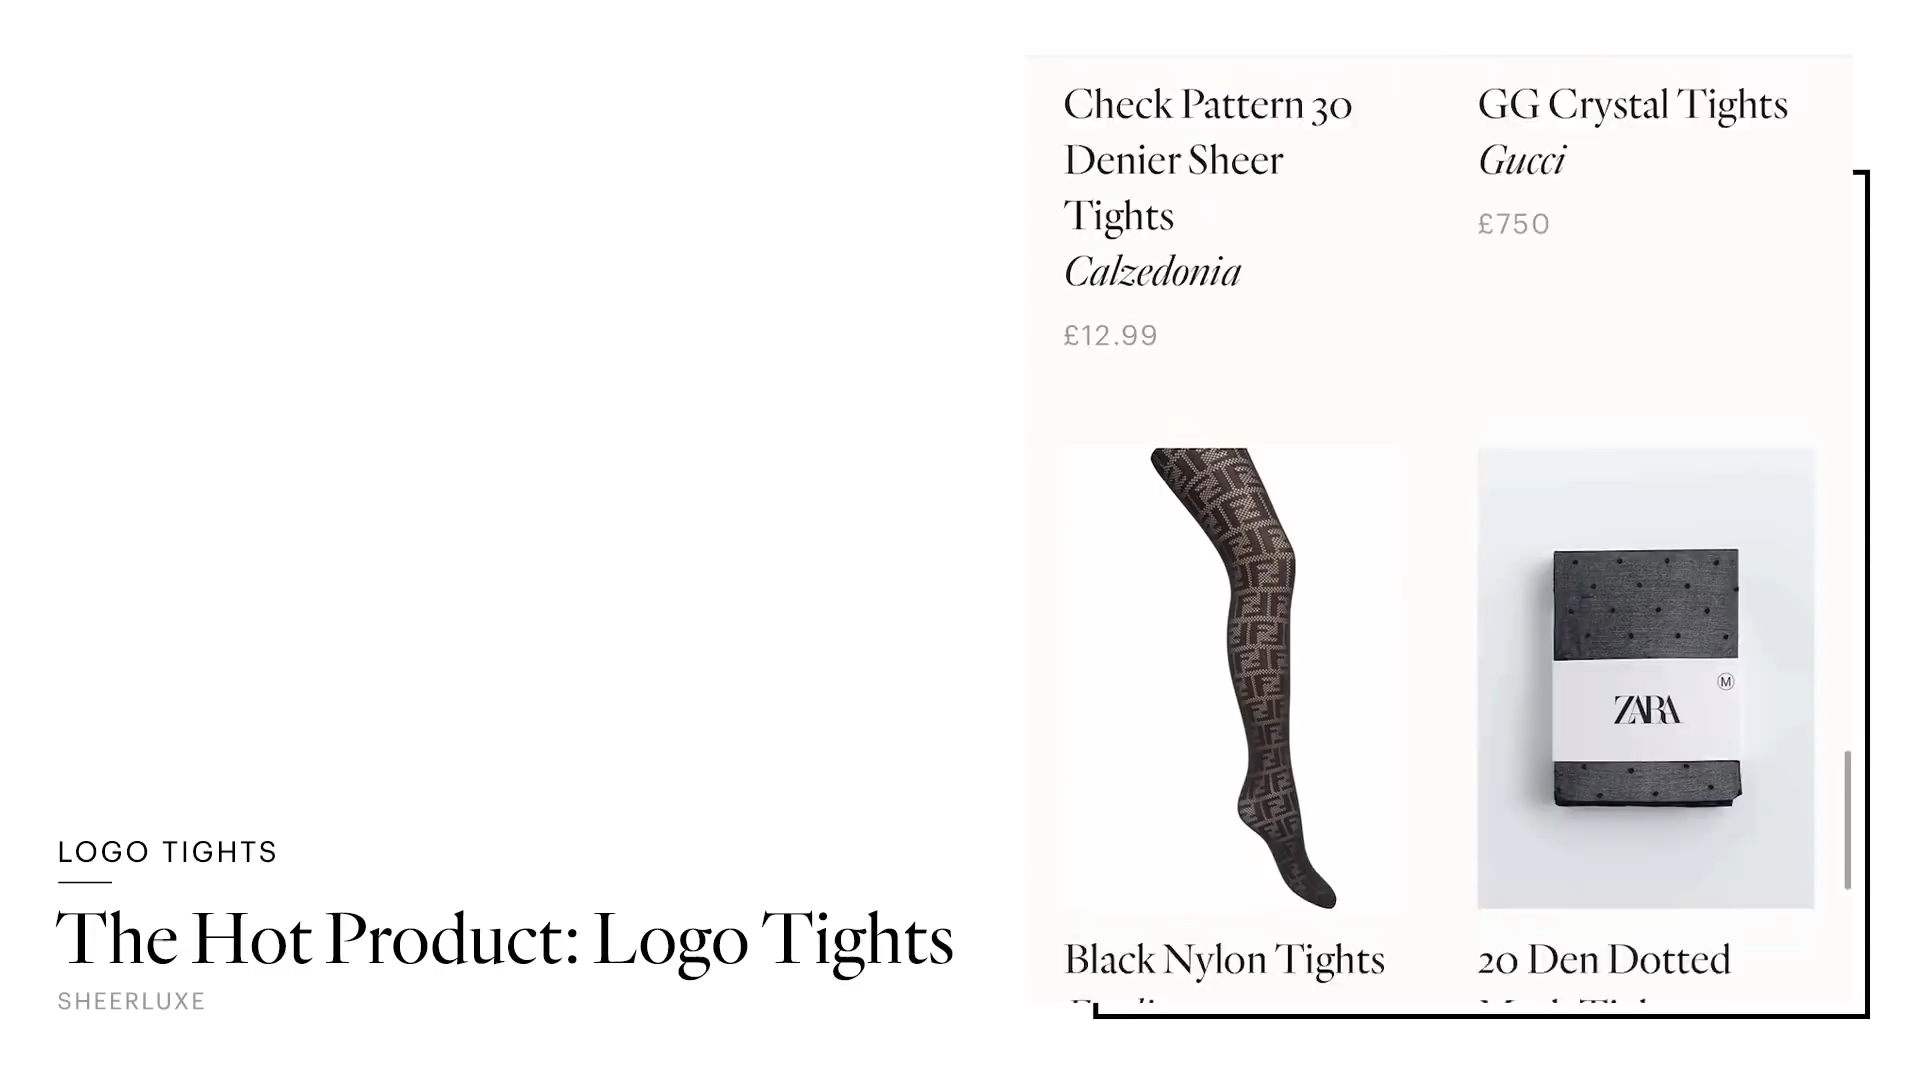 LOGO TIGHTS
The Hot Product: Logo Tights
SHEERLUXE
Check Pattern 30
Denier Sheer
Tights
Calzedonia
£12.99
GG Crystal Tights
Gucci
£750
ZARA
M
Black Nylon Tights
20 Den Dotted